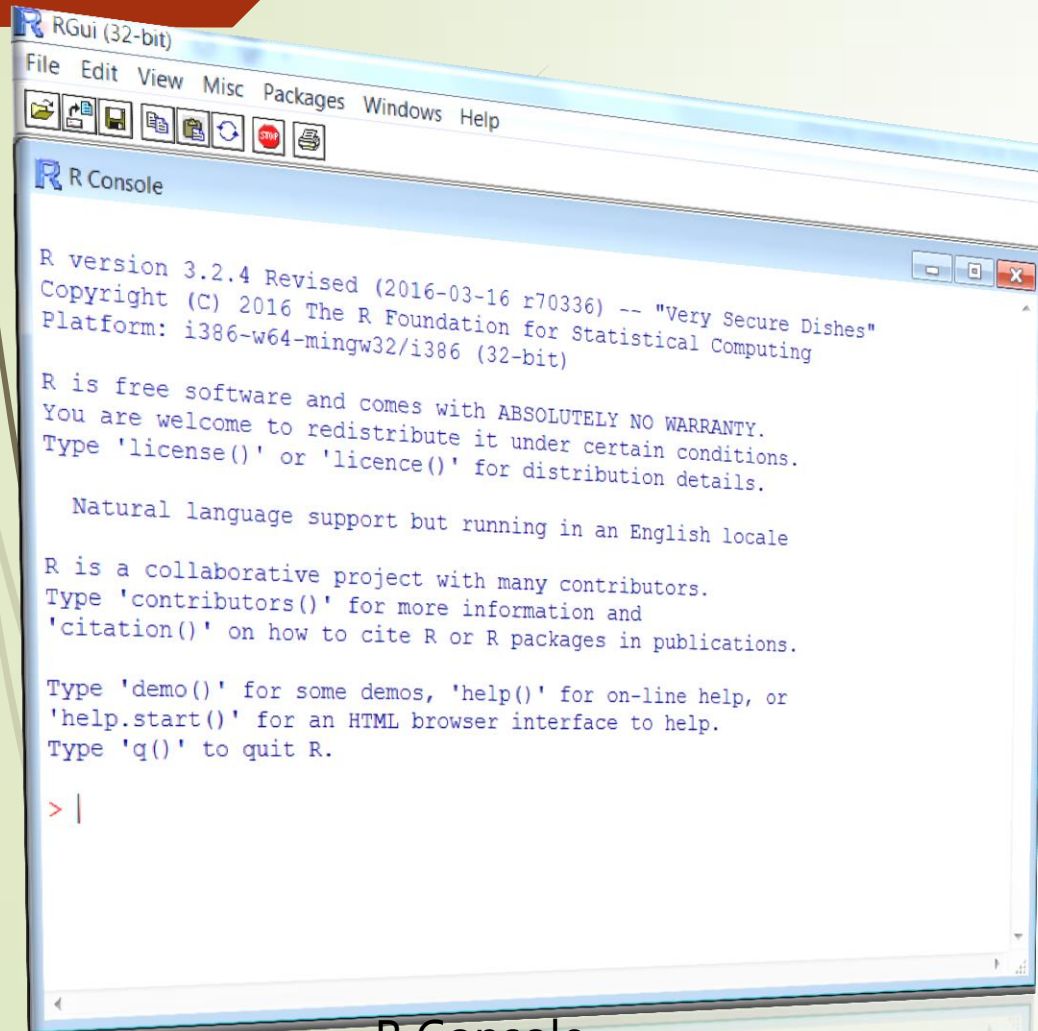 RGui (32-bit)
File Edit View Misc Packages Windows Help
STOP
R Console
R version 3.2.4 Revised (2016-03-16 r70336) -- "Very Secure Dishes"
Copyright (C) 2016 The R Foundation for Statistical Computing
Platform: i386-w64-mingw32/i386 (32-bit)
R is free software and comes with ABSOLUTELY NO WARRANTY.
You are welcome to redistribute it under certain conditions.
Type 'license()' or 'licence()' for distribution details.
Natural language support but running in an English locale
R is a collaborative project with many contributors.
Type 'contributors()' for more information and
'citation()' on how to cite R or R packages in publications.
Type 'demo()' for some demos, 'help()' for on-line help, or
'help.start()' for an HTML browser interface to help.
Type 'q()' to quit R.
>
R Console